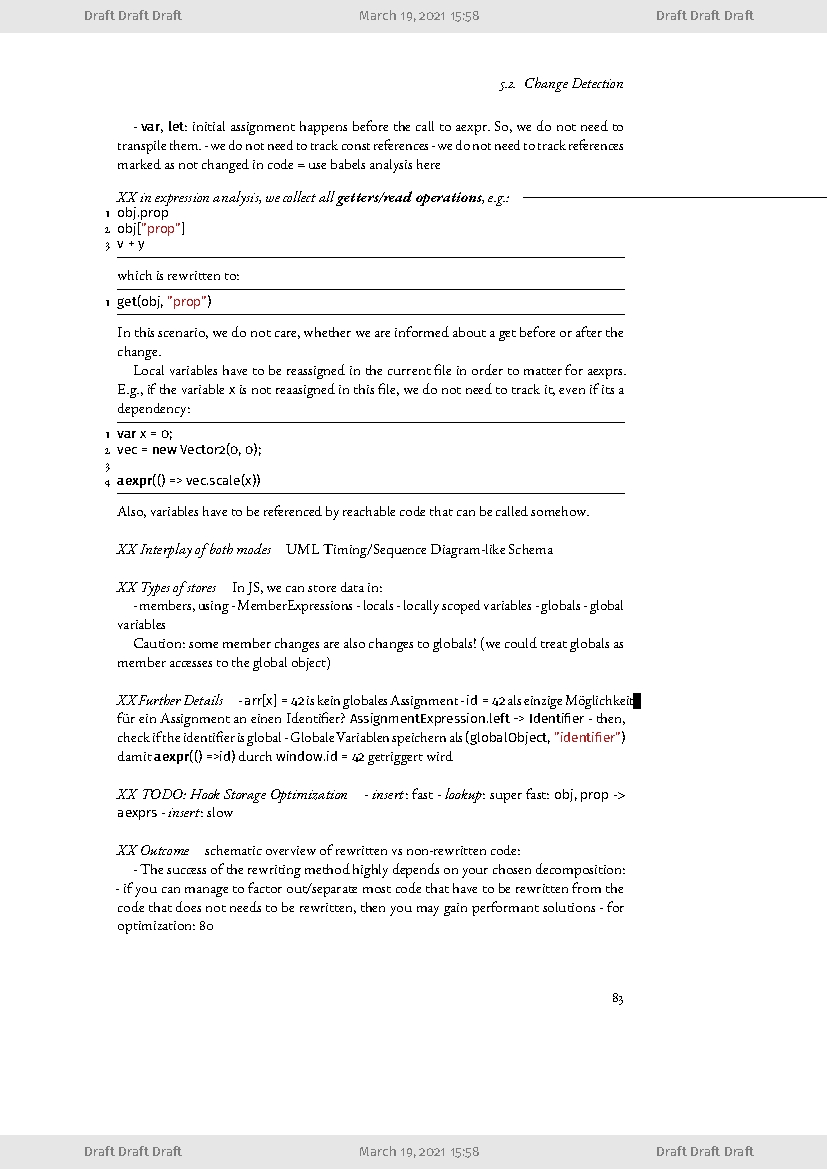 Draft Draft Draft March 19, 2021 15:58 Draft Draft Draft
5.2. Change Detection
- var, let: initial assignment happens before the call to aexpr. So, we do not need to
transpile them. - we do not need to track const references - we do not need to track references
marked as not changed in code = use babels analysis here
XX in expression analysis, we collect all getters/read operations, e.g.:
1 obj.prop
2 obj["prop"]
3 v + y
which is rewritten to:
1 get(obj, "prop")
In this scenario, we do not care, whether we are informed about a get before or after the
change.
Local variables have to be reassigned in the current file in order to matter for aexprs.
E.g., if the variable x is not reaasigned in this file, we do not need to track it, even if its a
dependency:
1 var x = 0;
2 vec = new Vector2(0, 0);
3
4 aexpr(() => vec.scale(x))
Also, variables have to be referenced by reachable code that can be called somehow.
XX Interplay of both modes UML Timing/Sequence Diagram-like Schema
XX Types of stores In JS, we can store data in:
- members, using - MemberExpressions - locals - locally scoped variables - globals - global
variables
Caution: some member changes are also changes to globals! (we could treat globals as
member accesses to the global object)
XX Further Details - arr[x] = 42 is kein globales Assignment - id = 42 als einzige Möglichkeit
für ein Assignment an einen Identifier? AssignmentExpression.left -> Identifier - then,
check if the identifier is global - Globale Variablen speichern als (globalObject, "identifier")
damit aexpr(() =>id) durch window.id = 42 getriggert wird
XX TODO: Hook Storage Optimization - insert: fast - lookup: super fast: obj, prop ->
aexprs - insert: slow
XX Outcome schematic overview of rewritten vs non-rewritten code:
- The success of the rewriting method highly depends on your chosen decomposition:
- if you can manage to factor out/separate most code that have to be rewritten from the
code that does not needs to be rewritten, then you may gain performant solutions - for
optimization: 80
83
Draft Draft Draft March 19, 2021 15:58 Draft Draft Draft